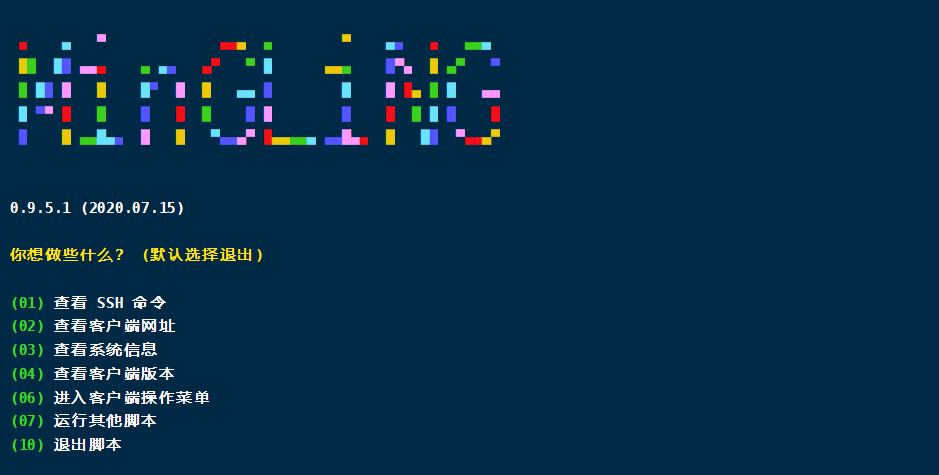 MingLiNG
0.9.5.1 (2020.07.15)
你想做些什么? (默认选择退出)
(01) 查看 SSH 命令
(02) 查看客户端网址
(03) 查看系统信息
(04) 查看客户端版本
(06) 进入客户端操作菜单
(07) 运行其他脚本
(10) 退出脚本